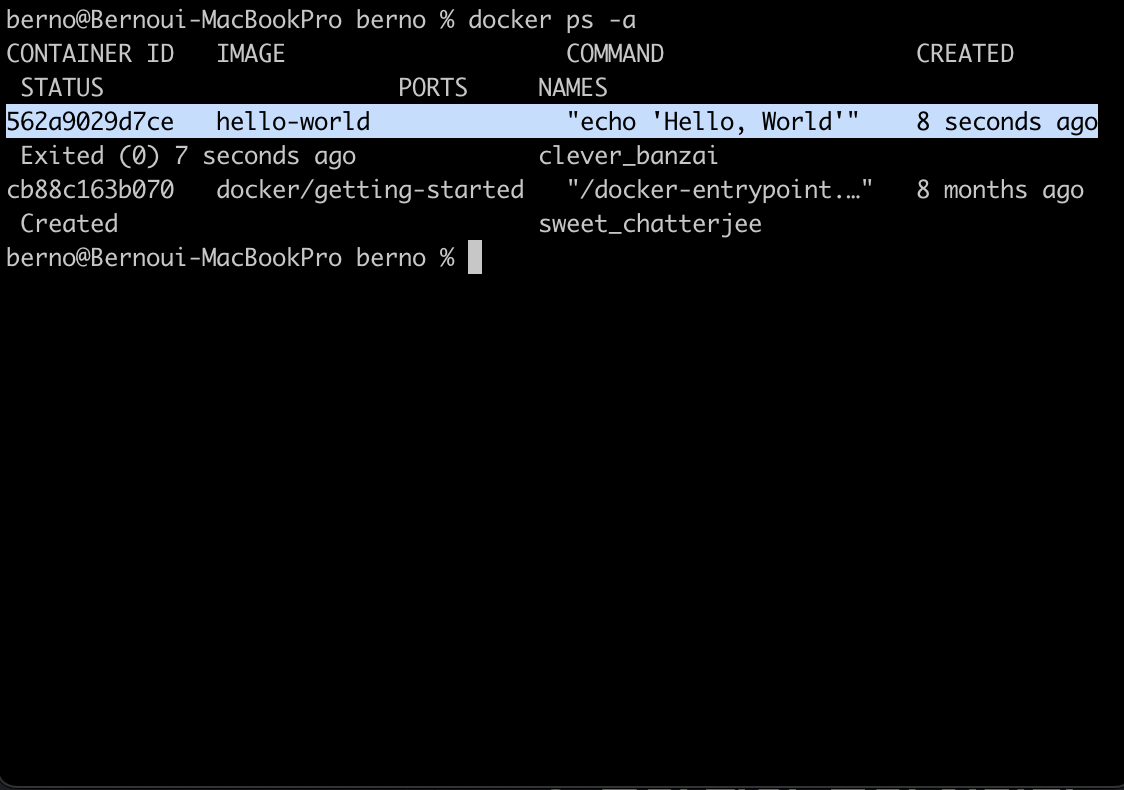 berno@Bernoui-MacBookPro berno % docker ps -a
CONTAINER ID   IMAGE                    COMMAND                  CREATED
 STATUS                     PORTS     NAMES
562a9029d7ce   hello-world              "echo 'Hello, World'"    8 seconds ago
 Exited (0) 7 seconds ago             clever_banzai
cb88c163b070   docker/getting-started   "/docker-entrypoint.…"   8 months ago
 Created                              sweet_chatterjee
berno@Bernoui-MacBookPro berno %